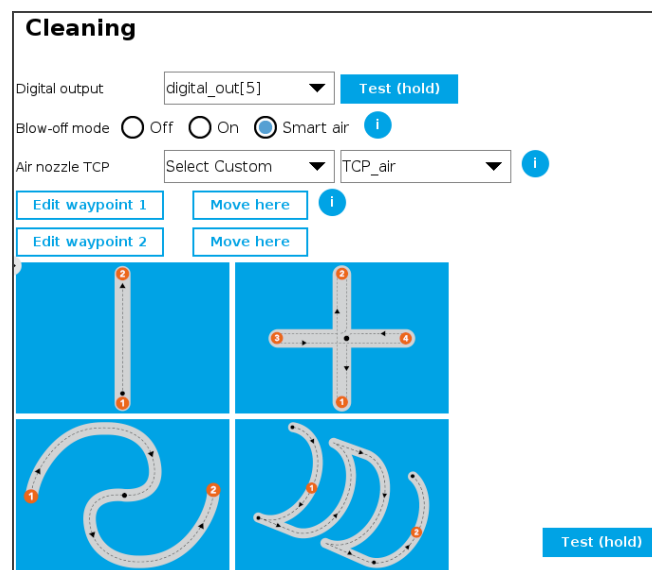 Cleaning
Digital output digital_out[5] Test (hold)
Blow-off mode Off On Smart air i
Air nozzle TCP Select Custom TCP_air i
Edit waypoint 1 Move here i
Edit waypoint 2 Move here
2
1
2
3 4
1
1 2
1
2
Test (hold)